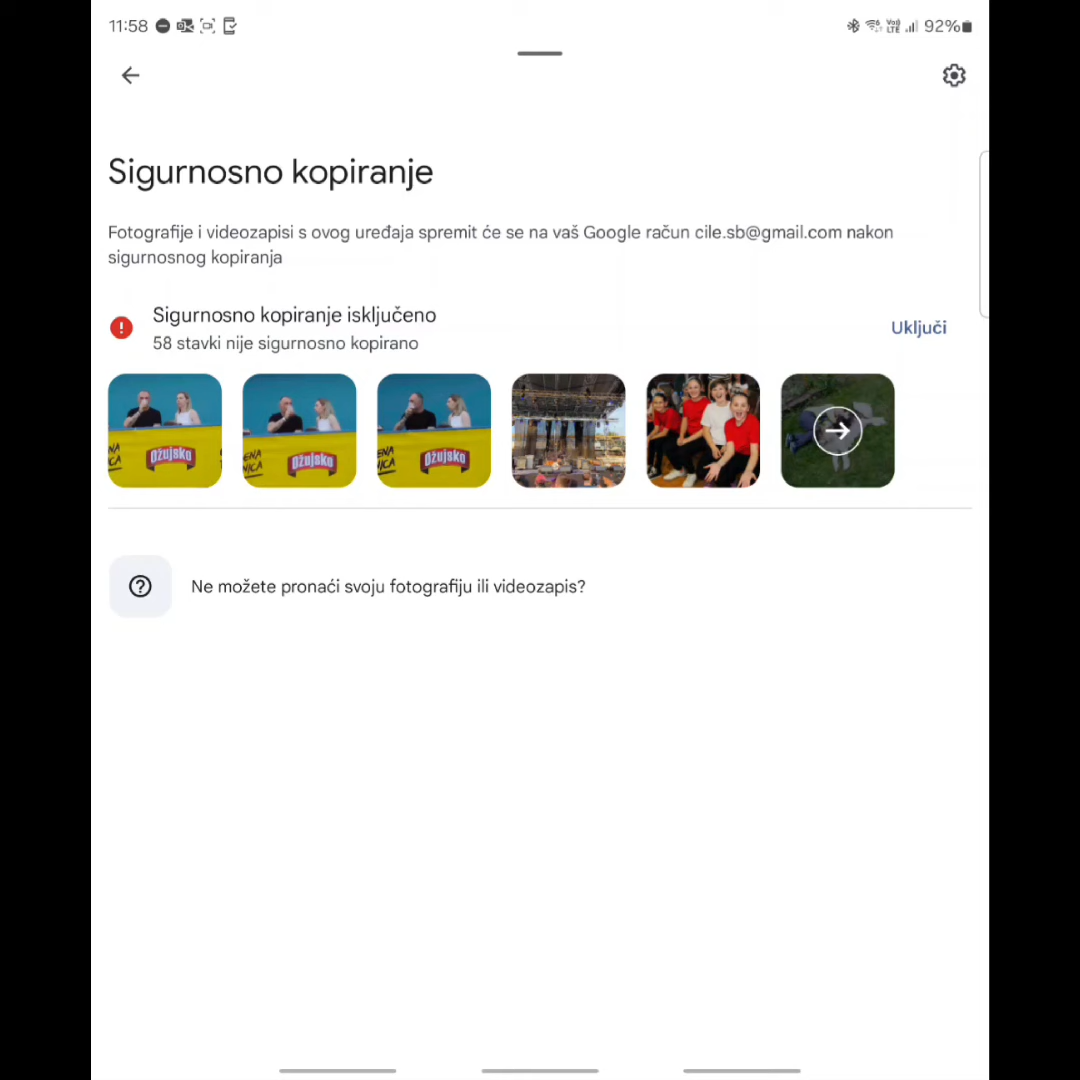 11:58
Vo)) LTE
92%
Sigurnosno kopiranje
Fotografije i videozapisi s ovog uređaja spremit će se na vaš Google račun cile.sb@gmail.com nakon
sigurnosnog kopiranja
Sigurnosno kopiranje isključeno
58 stavki nije sigurnosno kopirano
Uključi
Ožujsko
Ožujsko
Ožujsko
Ne možete pronaći svoju fotografiju ili videozapis?